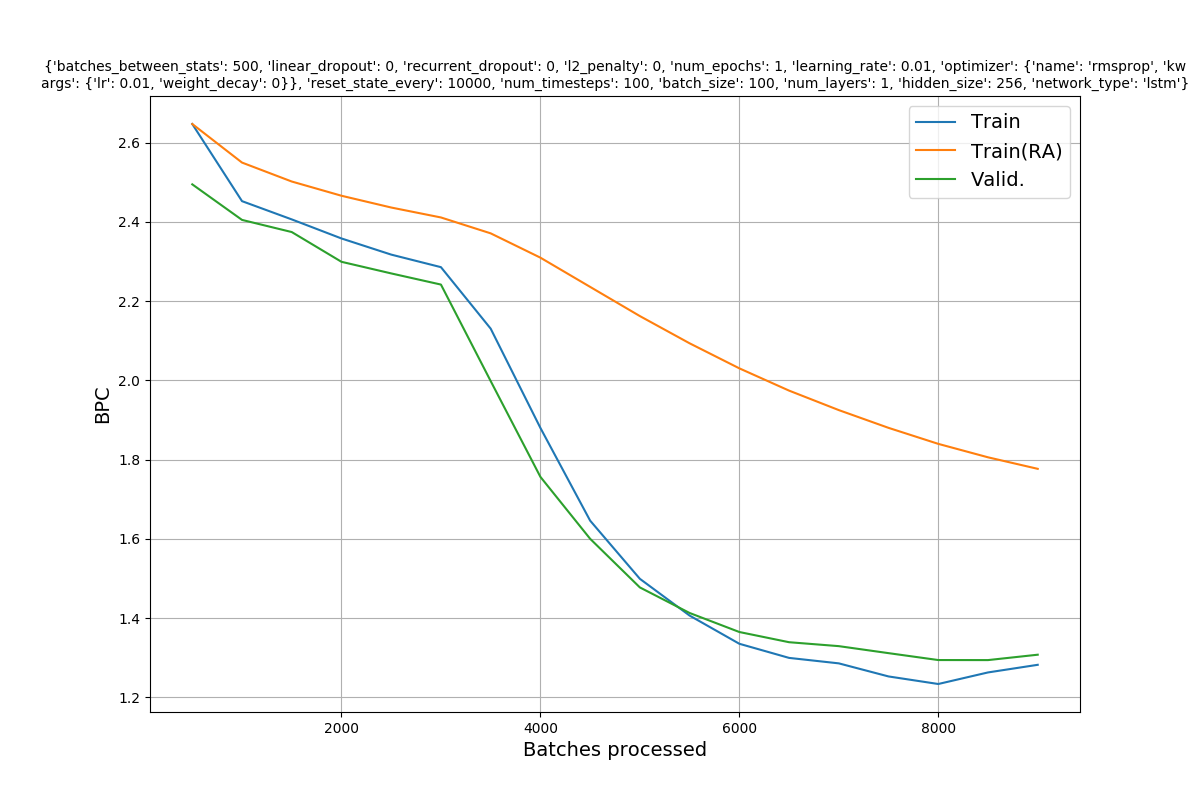 {'batches_between_stats': 500, 'linear_dropout': 0, 'recurrent_dropout': 0, 'l2_penalty': 0, 'num_epochs': 1, 'learning_rate': 0.01, 'optimizer': {'name': 'rmsprop', 'kw
args': {'lr': 0.01, 'weight_decay': 0}}, 'reset_state_every': 10000, 'num_timesteps': 100, 'batch_size': 100, 'num_layers': 1, 'hidden_size': 256, 'network_type': 'lstm'}
Train
Train(RA)
Valid.
2.6
2.4
2.2
2.0
1.8
1.6
1.4
1.2
BPC
2000
4000
6000
8000
Batches processed